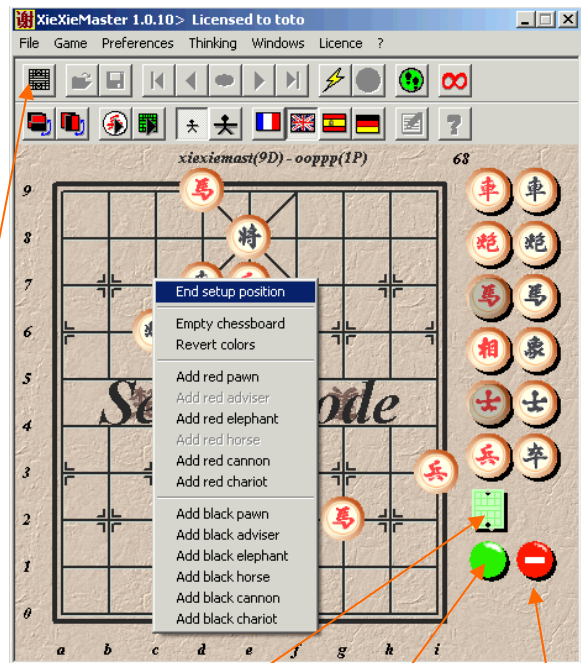 谢 XieXieMaster 1.0.10> Licensed to toto
File Game Preferences Thinking Windows Licence ?
xiexiemast(9D) - ooppp(1P) 68
9
馬 車 車
8
将 炮 炮
7
馬 馬
End setup position
6
Empty chessboard
Revert colors
相 象
5
Add red pawn
Add red adviser
4
Add red elephant
士 士
Add red horse
Add red cannon
3
Add red chariot
兵 兵 卒
2
Add black pawn
馬
Add black adviser
Add black elephant
1
Add black horse
Add black cannon
0
Add black chariot
a b c d e f g h i